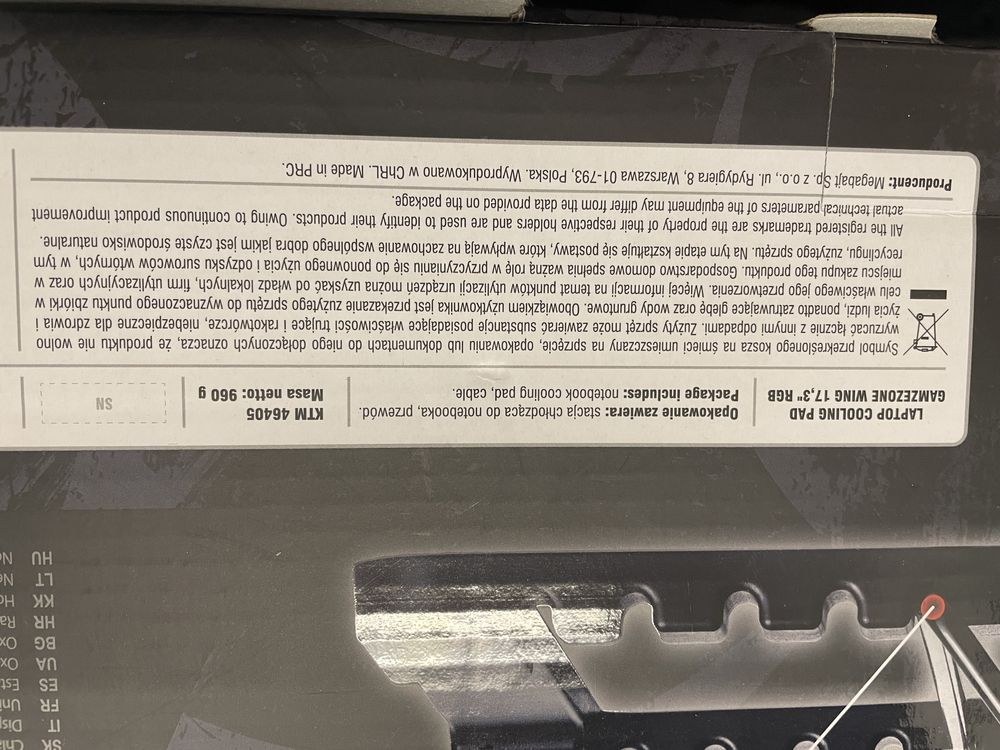 LAPTOP COOLING PAD
GAMZEZONE WING 17,3" RGB
Opakowanie zawiera: stacja chłodząca do notebooka, przewód.
Package includes: notebook cooling pad, cable.
KTM 46405
Masa netto: 960 g
SN
Symbol przekreślonego kosza na śmieci umieszczany na sprzęcie, opakowaniu lub dokumentach do niego dołączonych oznacza, że produktu nie wolno
wyrzucać łącznie z innymi odpadami. Zużyty sprzęt może zawierać substancje posiadające właściwości trujące i rakotwórcze, niebezpieczne dla zdrowia i
życia ludzi, ponadto zatruwające glebę oraz wody gruntowe. Obowiązkiem użytkownika jest przekazanie zużytego sprzętu do wyznaczonego punktu zbiórki w
celu właściwego jego przetworzenia. Więcej informacji na temat punktów utylizacji urządzeń można uzyskać od władz lokalnych, firm utylizacyjnych oraz w
miejscu zakupu tego produktu. Gospodarstwo domowe spełnia ważną rolę w przyczynianiu się do ponownego użycia i odzysku surowców wtórnych, w tym
recyclingu, zużytego sprzętu. Na tym etapie kształtuje się postawy, które wpływają na zachowanie wspólnego dobra jakim jest czyste środowisko naturalne.
All the registered trademarks are the property of their respective holders and are used to identify their products. Owing to continuous product improvement
actual technical parameters of the equipment may differ from the data provided on the package.
Producent: Megabajt Sp. z o.o., ul. Rydygiera 8, Warszawa 01-793, Polska. Wyprodukowano w ChRL. Made in PRC.
SK
IT
FR
ES
UA
BG
HR
KK
LT
HU